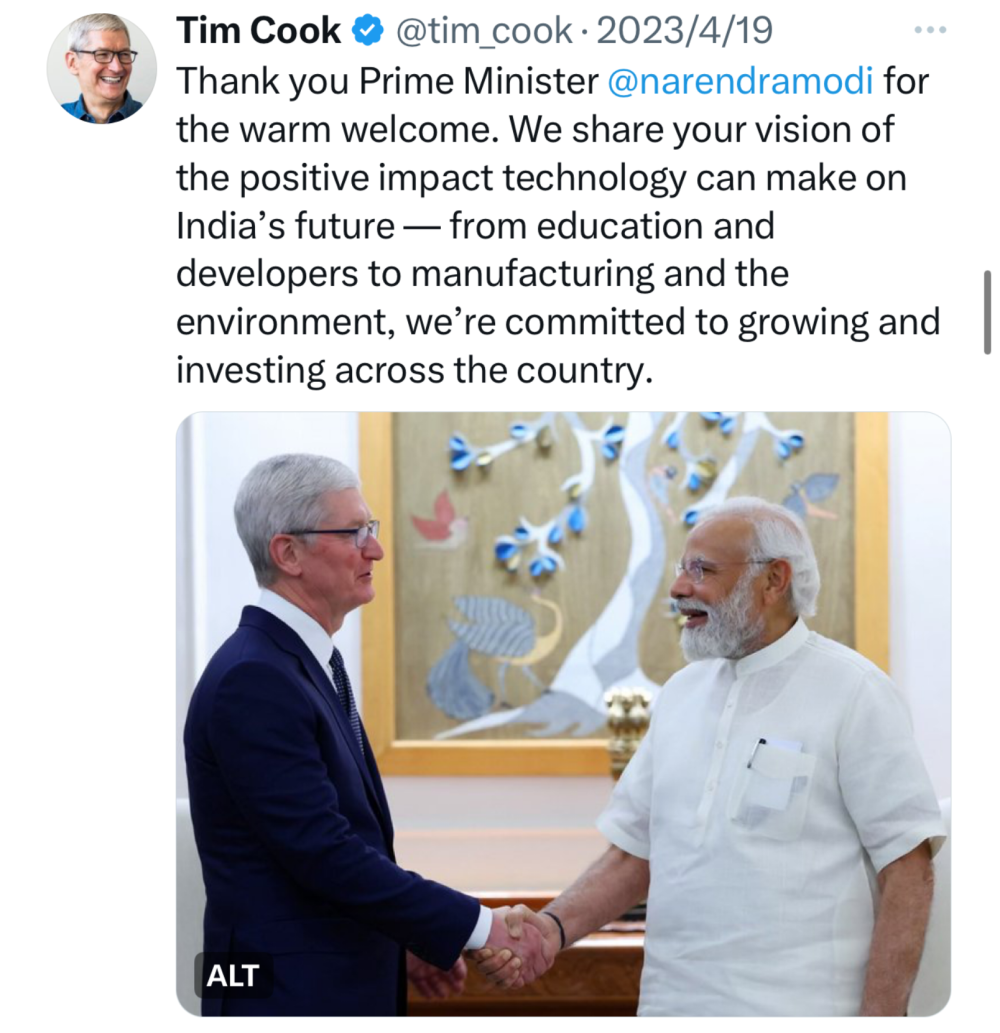 Tim Cook @tim_cook · 2023/4/19
Thank you Prime Minister @narendramodi for
the warm welcome. We share your vision of
the positive impact technology can make on
India’s future — from education and
developers to manufacturing and the
environment, we’re committed to growing and
investing across the country.
ALT